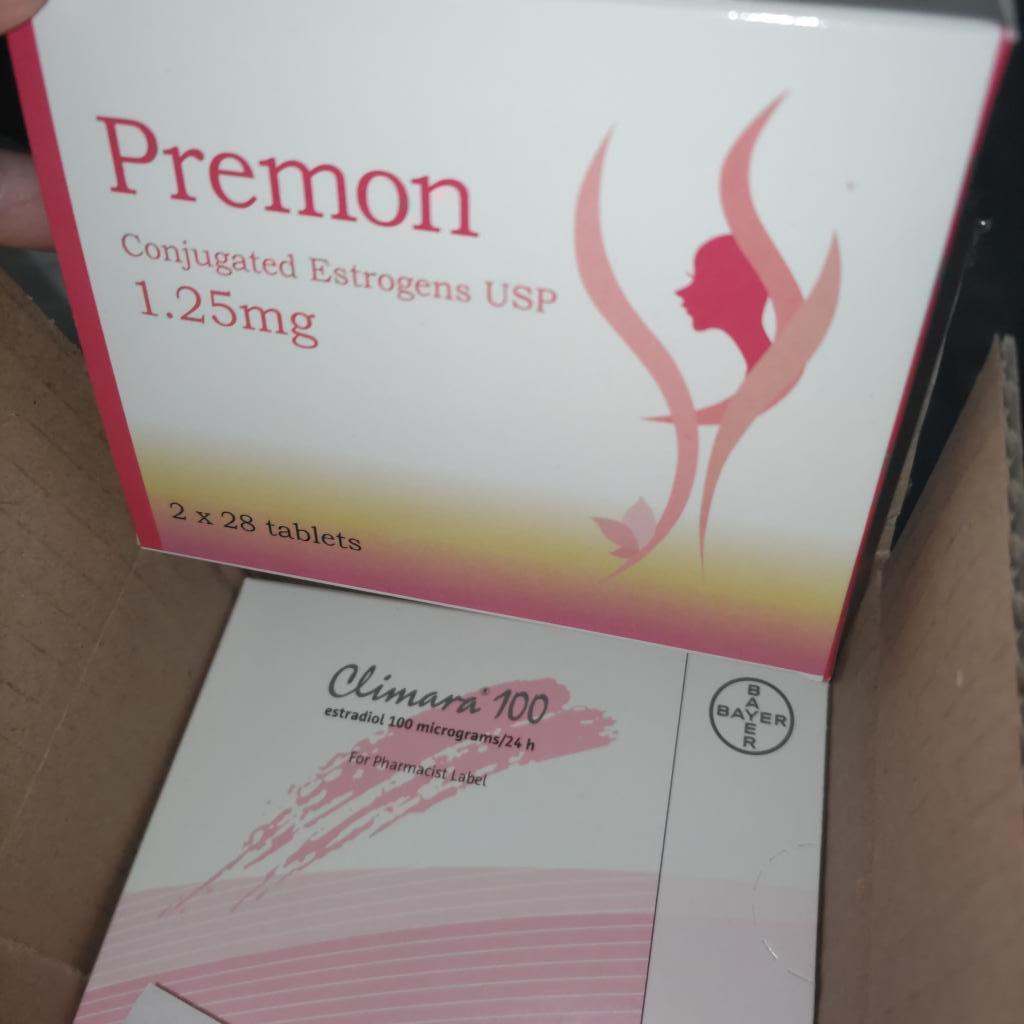 Premon
Conjugated Estrogens USP
1.25mg
2 x 28 tablets
Climara® 100
estradiol 100 micrograms/24 h
For Pharmacist Label
BAYER
BAYER